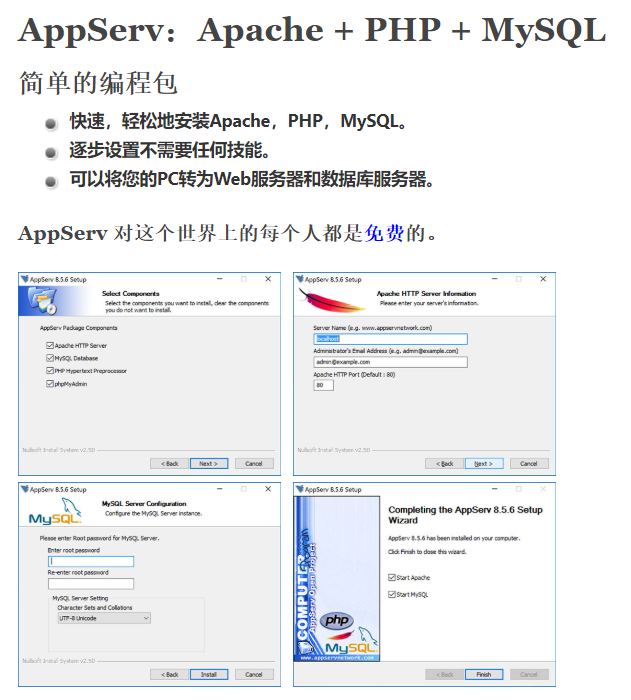 AppServ：Apache + PHP + MySQL
简单的编程包
快速，轻松地安装Apache，PHP，MySQL。
逐步设置不需要任何技能。
可以将您的PC转为Web服务器和数据库服务器。
AppServ 对这个世界上的每个人都是免费的。
AppServ 8.5.6 Setup
Select Components
Select the components you want to install, clear the components
you do not want to install.
AppServ Package Components
Apache HTTP Server
MySQL Database
PHP Hypertext Preprocessor
phpMyAdmin
Nullsoft Install System v2.50
< Back
Next >
Cancel
AppServ 8.5.6 Setup
Apache HTTP Server Information
Please enter your server's information.
Server Name (e.g. www.appservnetwork.com)
localhost
Administrator's Email Address (e.g. admin@example.com)
admin@example.com
Apache HTTP Port (Default : 80)
80
Nullsoft Install System v2.50
< Back
Next >
Cancel
AppServ 8.5.6 Setup
MySQL
MySQL Server Configuration
Configure the MySQL Server instance.
Please enter Root password for MySQL Server.
Enter root password
Re-enter root password
MySQL Server Setting
Character Sets and Collations
UTF-8 Unicode
Nullsoft Install System v2.50
< Back
Install
Cancel
AppServ 8.5.6 Setup
AppServ Open Project
php
MySQL
www.appservnetwork.com
Completing the AppServ 8.5.6 Setup
Wizard
AppServ 8.5.6 has been installed on your computer.
Click Finish to close this wizard.
Start Apache
Start MySQL
< Back
Finish
Cancel